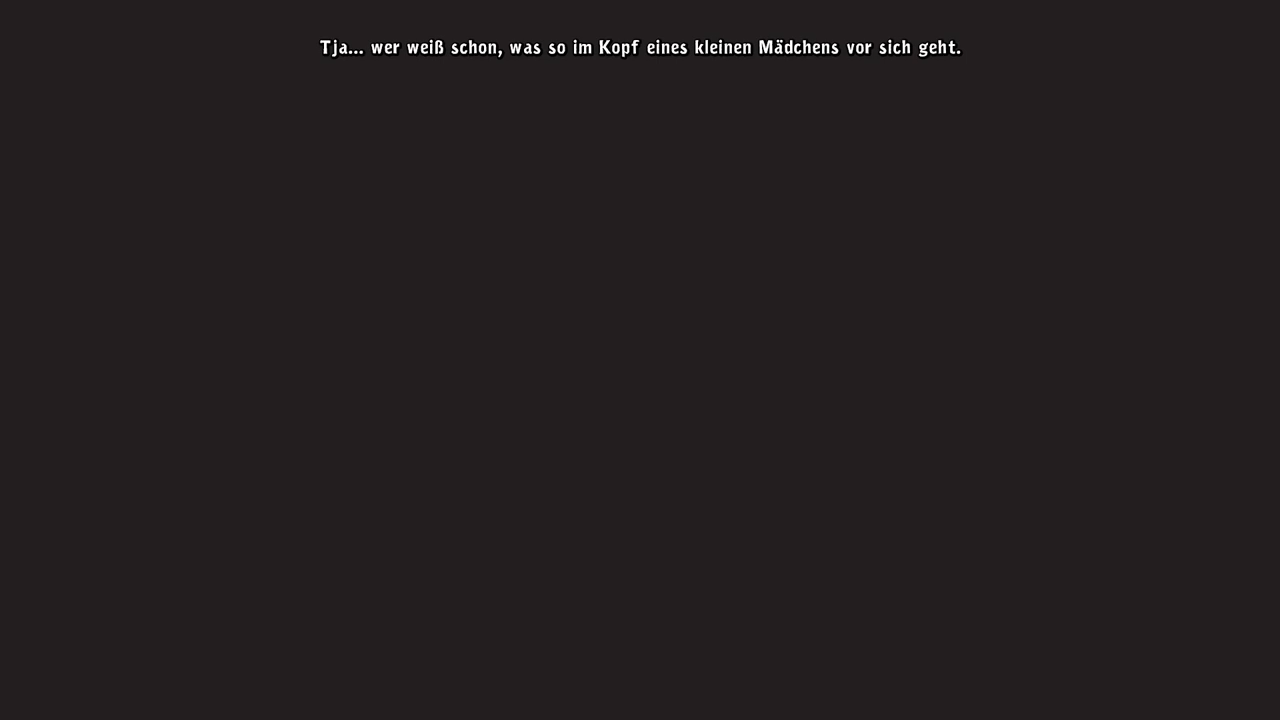 Tja... wer weiß schon, was so im Kopf eines kleinen Mädchens vor sich geht.